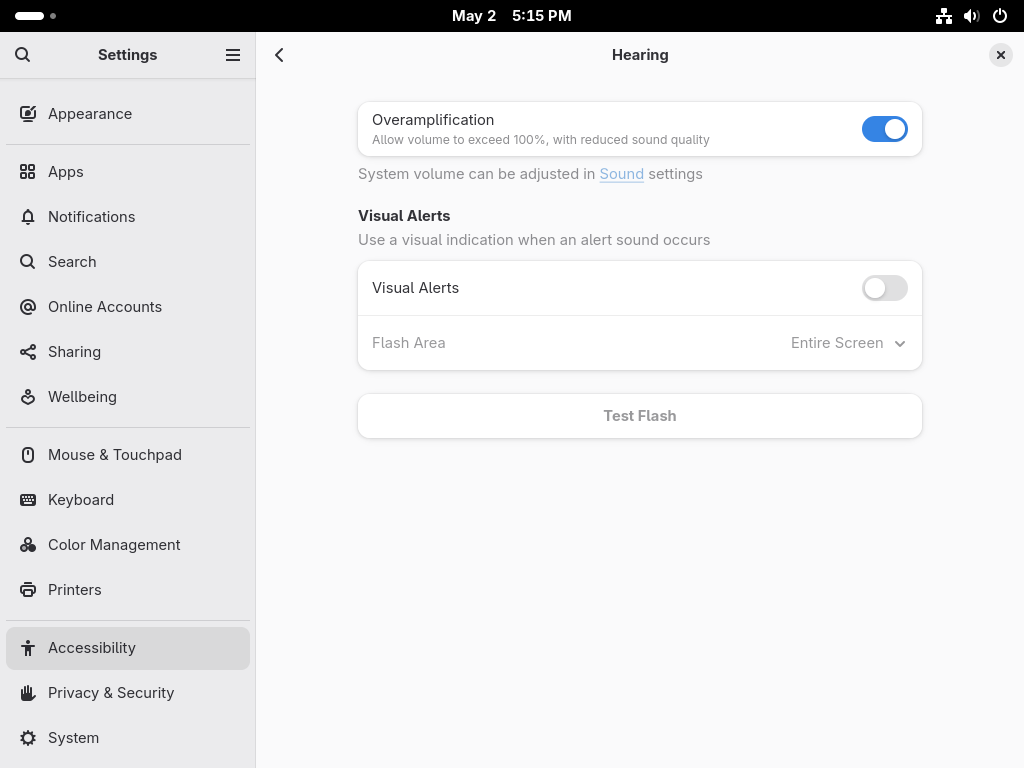 May 2 5:15 PM
Settings
Hearing
Appearance
Apps
Notifications
Search
Online Accounts
Sharing
Wellbeing
Mouse & Touchpad
Keyboard
Color Management
Printers
Accessibility
Privacy & Security
System
Overamplification
Allow volume to exceed 100%, with reduced sound quality
System volume can be adjusted in Sound settings
Visual Alerts
Use a visual indication when an alert sound occurs
Visual Alerts
Flash Area Entire Screen
Test Flash